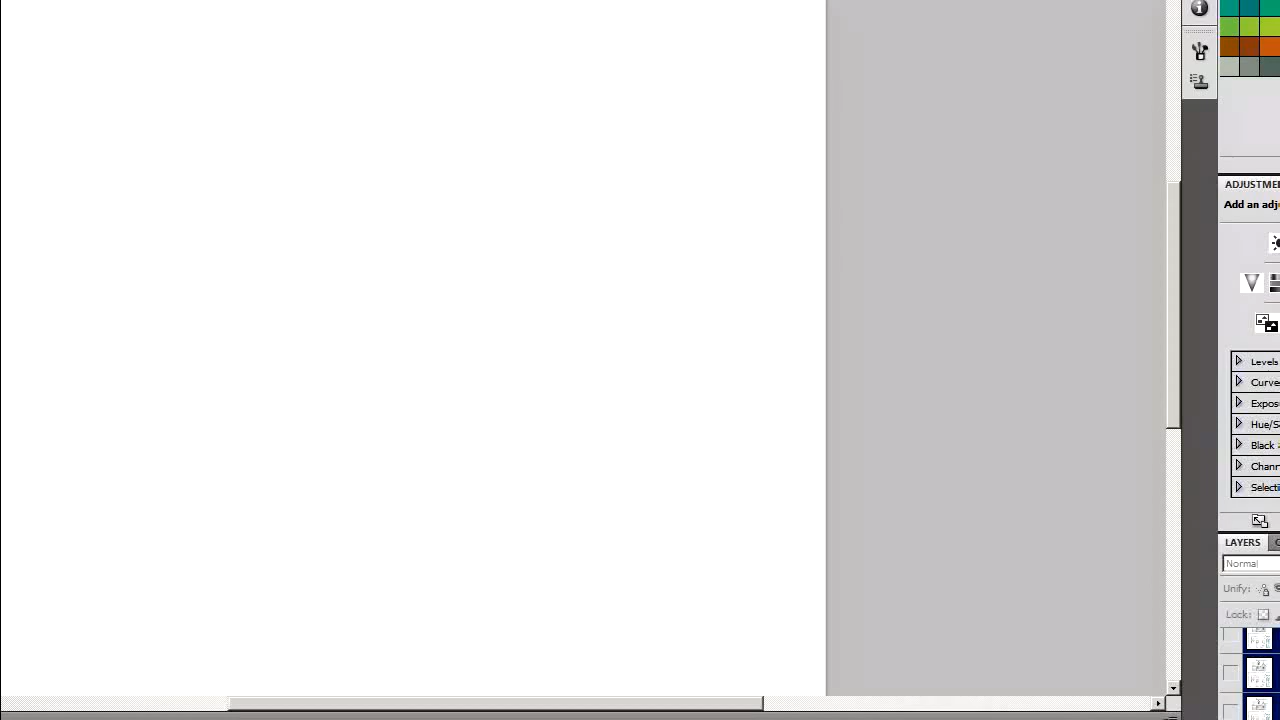 ADJUSTME
Add an adj
Levels
Curve
Expos
Hue/S
Black
Chann
Selecti
LAYERS
Normal
Unify:
Lock: